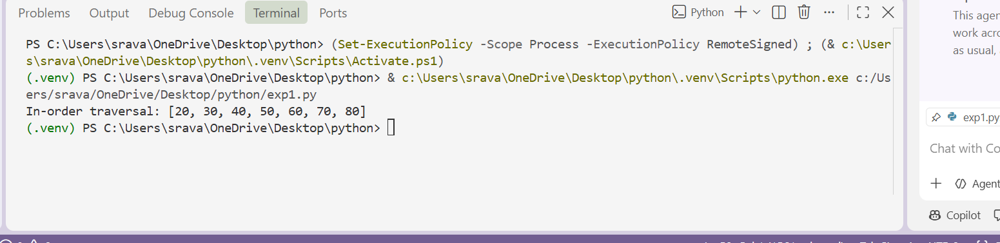 Problems Output Debug Console Terminal Ports Python
This agen
work acro
as usual,
PS C:\Users\srava\OneDrive\Desktop\python> (Set-ExecutionPolicy -Scope Process -ExecutionPolicy RemoteSigned) ; (& c:\User
s\srava\OneDrive\Desktop\python\.venv\Scripts\Activate.ps1)
(.venv) PS C:\Users\srava\OneDrive\Desktop\python> & c:\Users\srava\OneDrive\Desktop\python\.venv\Scripts\python.exe c:/Us
ers/srava/OneDrive/Desktop/python/exp1.py
In-order traversal: [20, 30, 40, 50, 60, 70, 80]
(.venv) PS C:\Users\srava\OneDrive\Desktop\python>
exp1.py
Chat with Co
Agent
Copilot